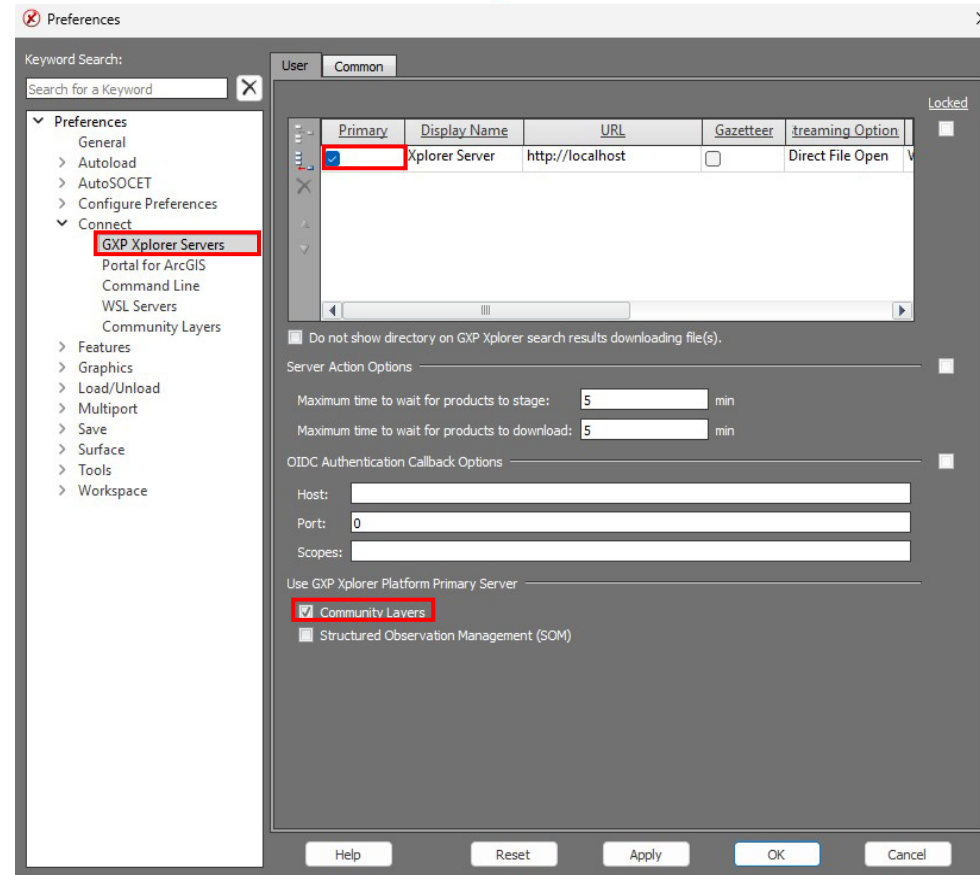 Preferences
Keyword Search:
Search for a Keyword
Preferences
General
Autoload
AutoSOCET
Configure Preferences
Connect
GXP Xplorer Servers
Portal for ArcGIS
Command Line
WSL Servers
Community Layers
Features
Graphics
Load/Unload
Multiport
Save
Surface
Tools
Workspace
User Common
Locked
Primary Display Name URL Gazetteer treaming Option
Xplorer Server http://localhost Direct File Open
Do not show directory on GXP Xplorer search results downloading file(s).
Server Action Options
Maximum time to wait for products to stage: 5 min
Maximum time to wait for products to download: 5 min
OIDC Authentication Callback Options
Host:
Port: 0
Scopes:
Use GXP Xplorer Platform Primary Server
Community Layers
Structured Observation Management (SOM)
Help Reset Apply OK Cancel